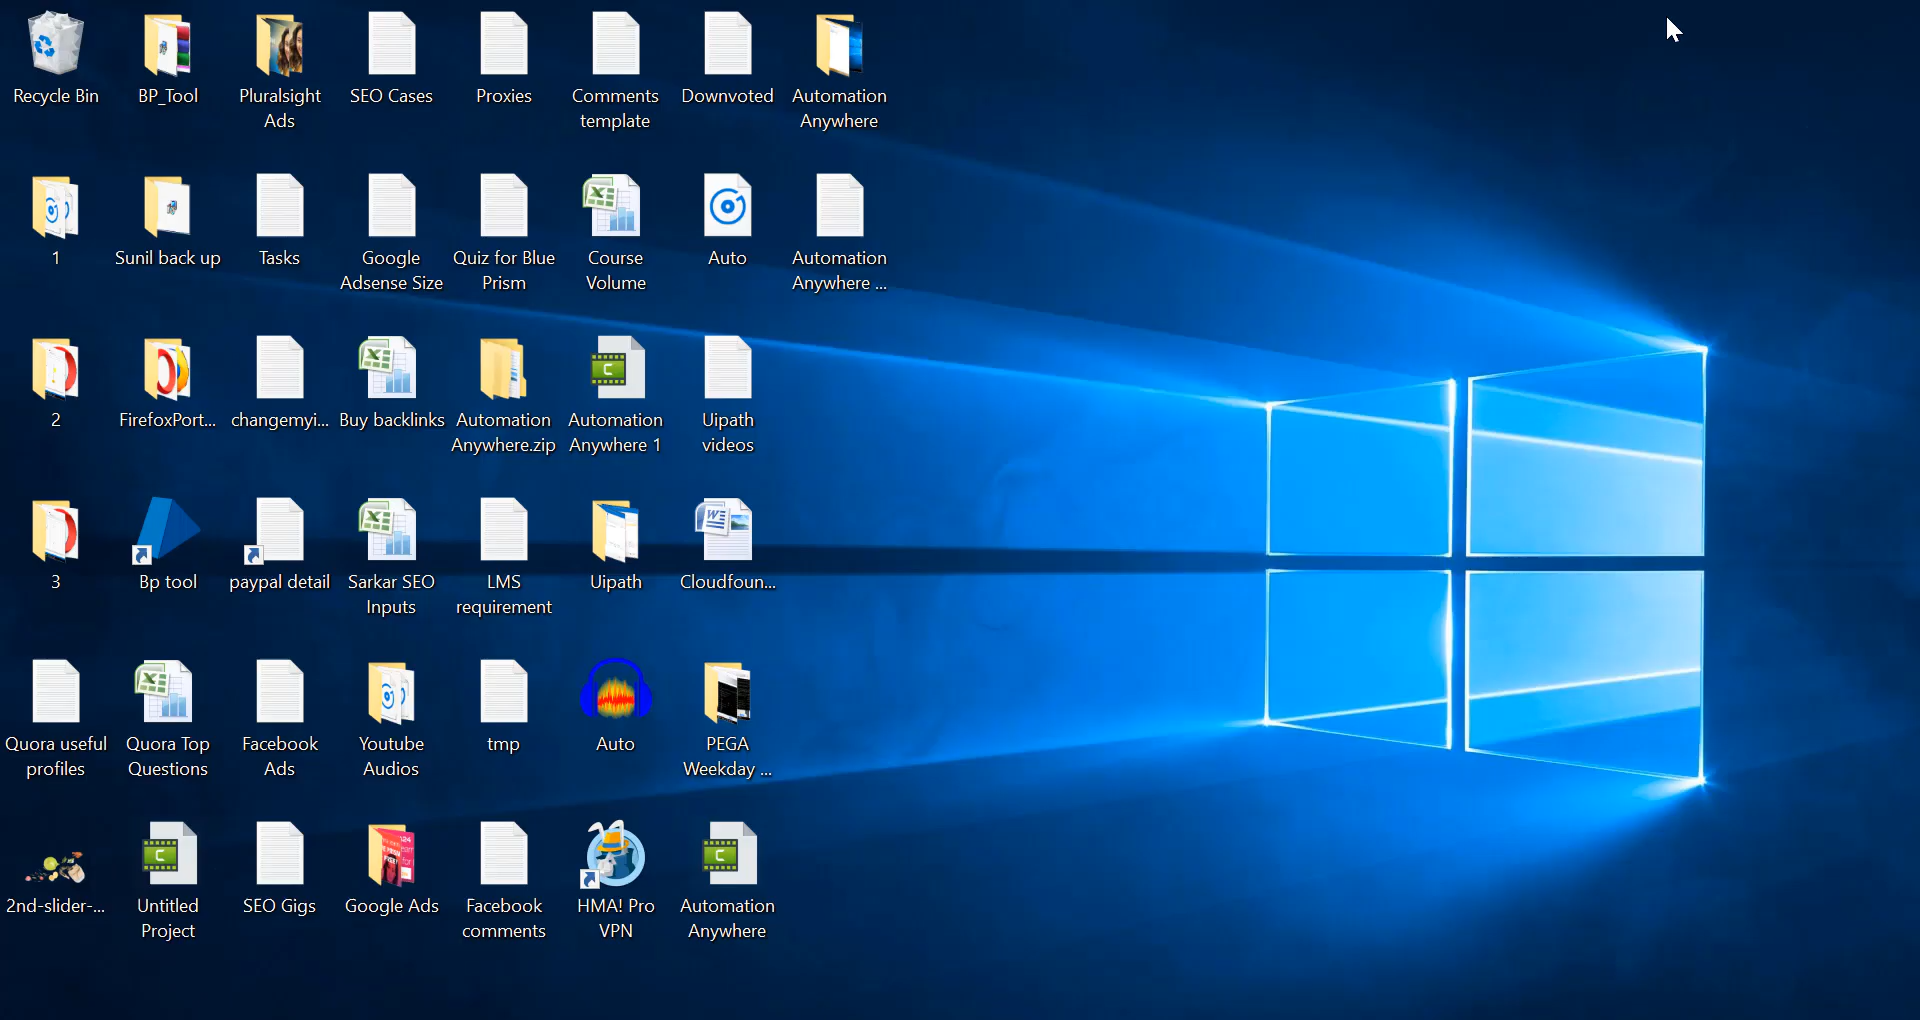 Recycle Bin
BP_Tool
Pluralsight
Ads
SEO Cases
Proxies
Comments
template
Downvoted
Automation
Anywhere
1
Sunil back up
Tasks
Google
Adsense Size
Quiz for Blue
Prism
Course
Volume
Auto
Automation
Anywhere ...
2
FirefoxPort...
changemyi...
Buy backlinks
Automation
Anywhere.zip
Automation
Anywhere 1
Uipath
videos
3
Bp tool
paypal detail
Sarkar SEO
Inputs
LMS
requirement
Uipath
Cloudfoun...
Quora useful
profiles
Quora Top
Questions
Facebook
Ads
Youtube
Audios
tmp
Auto
PEGA
Weekday ...
2nd-slider-...
Untitled
Project
SEO Gigs
Google Ads
Facebook
comments
HMA! Pro
VPN
Automation
Anywhere